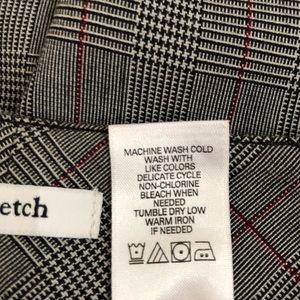 MACHINE WASH COLD
WASH WITH
LIKE COLORS
DELICATE CYCLE
NON-CHLORINE
BLEACH WHEN
NEEDED
TUMBLE DRY LOW
WARM IRON
IF NEEDED
etch